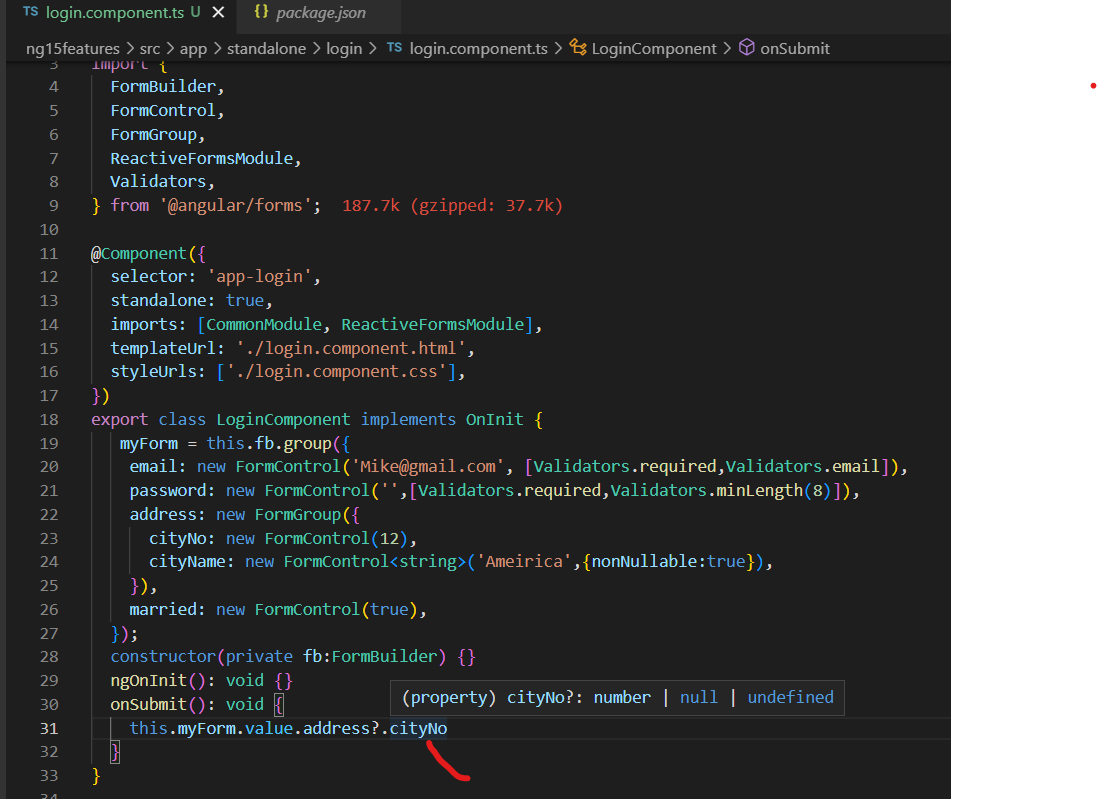 TS login.component.ts U × {} package.json
ng15features > src > app > standalone > login > TS login.component.ts > LoginComponent > onSubmit
3 import {
4 FormBuilder,
5 FormControl,
6 FormGroup,
7 ReactiveFormsModule,
8 Validators,
9 } from '@angular/forms'; 187.7k (gzipped: 37.7k)
10
11 @Component({
12 selector: 'app-login',
13 standalone: true,
14 imports: [CommonModule, ReactiveFormsModule],
15 templateUrl: './login.component.html',
16 styleUrls: ['./login.component.css'],
17 })
18 export class LoginComponent implements OnInit {
19 myForm = this.fb.group({
20 email: new FormControl('Mike@gmail.com', [Validators.required,Validators.email]),
21 password: new FormControl('',[Validators.required,Validators.minLength(8)]),
22 address: new FormGroup({
23 cityNo: new FormControl(12),
24 cityName: new FormControl<string>('Ameirica',{nonNullable:true}),
25 }),
26 married: new FormControl(true),
27 });
28 constructor(private fb:FormBuilder) {}
29 ngOnInit(): void {}
30 onSubmit(): void {
(property) cityNo?: number | null | undefined
31 this.myForm.value.address?.cityNo
32 }
33 }
34